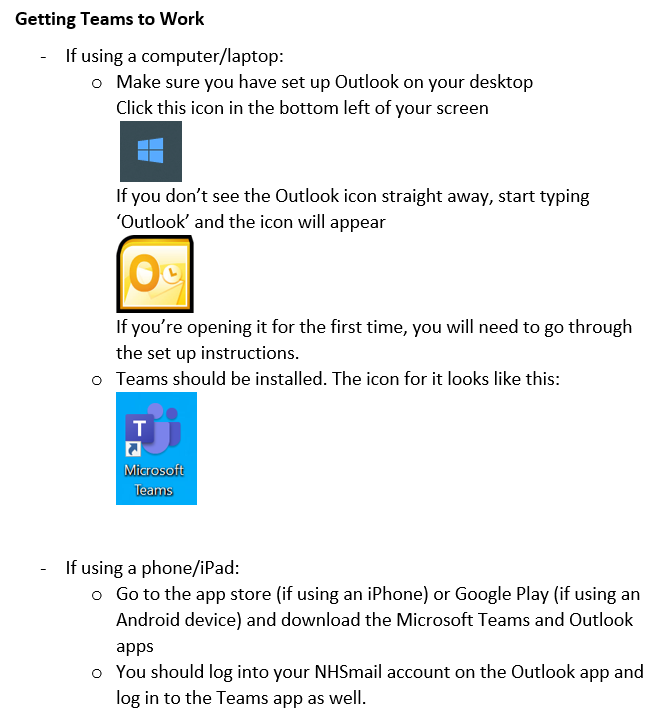 Getting Teams to Work
- If using a computer/laptop:
o Make sure you have set up Outlook on your desktop
Click this icon in the bottom left of your screen
If you don’t see the Outlook icon straight away, start typing
‘Outlook’ and the icon will appear
O
If you’re opening it for the first time, you will need to go through
the set up instructions.
o Teams should be installed. The icon for it looks like this:
T
Microsoft
Teams
- If using a phone/iPad:
o Go to the app store (if using an iPhone) or Google Play (if using an
Android device) and download the Microsoft Teams and Outlook
apps
o You should log into your NHSmail account on the Outlook app and
log in to the Teams app as well.